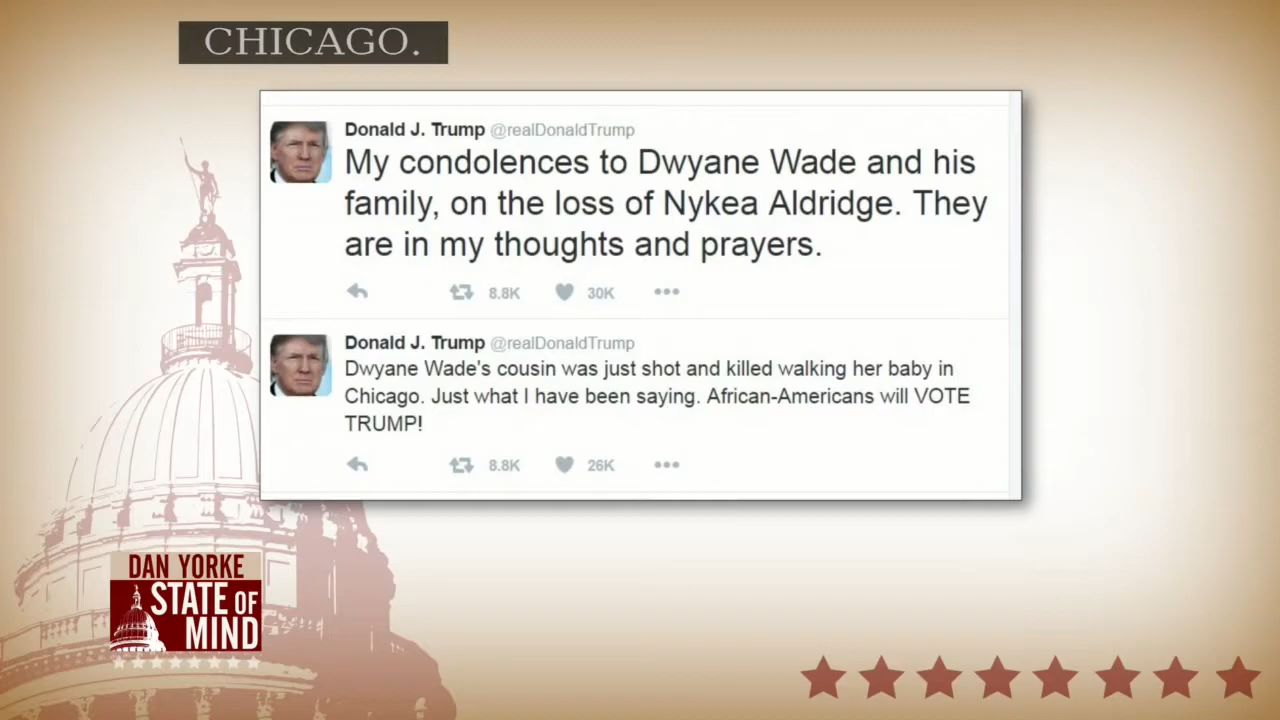 CHICAGO.
Donald J. Trump @realDonaldTrump
My condolences to Dwyane Wade and his
family, on the loss of Nykea Aldridge. They
are in my thoughts and prayers.
8.8K 30K
Donald J. Trump @realDonaldTrump
Dwyane Wade's cousin was just shot and killed walking her baby in
Chicago. Just what I have been saying. African-Americans will VOTE
TRUMP!
8.8K 26K
DAN YORKE
STATE OF
MIND